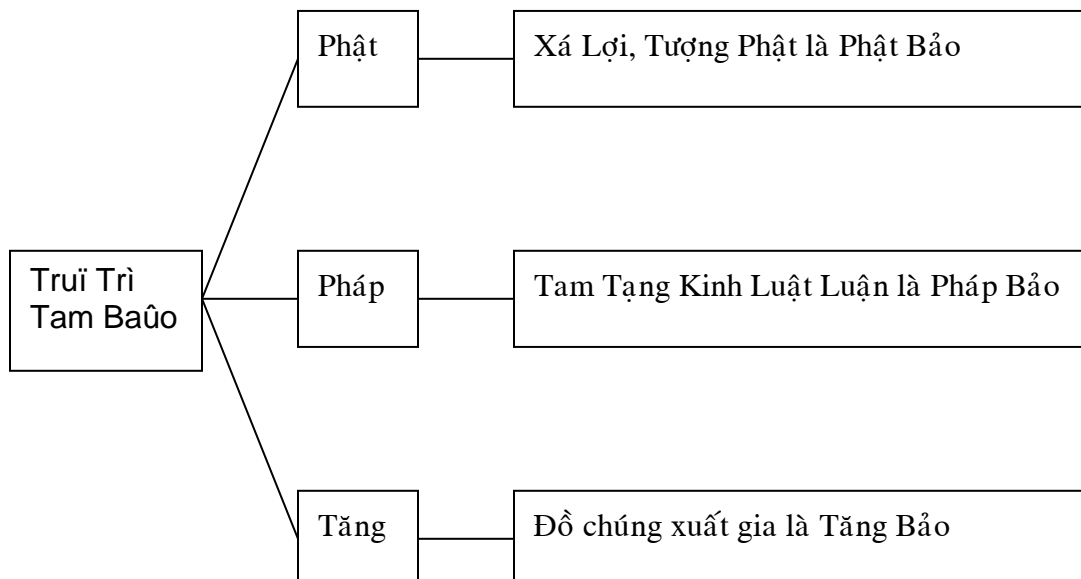 Phật
Xá Lợi, Tượng Phật là Phật Bảo
Truï Trì
Tam Baûo
Pháp
Tam Tạng Kinh Luật Luận là Pháp Bảo
Tăng
Đồ chúng xuất gia là Tăng Bảo